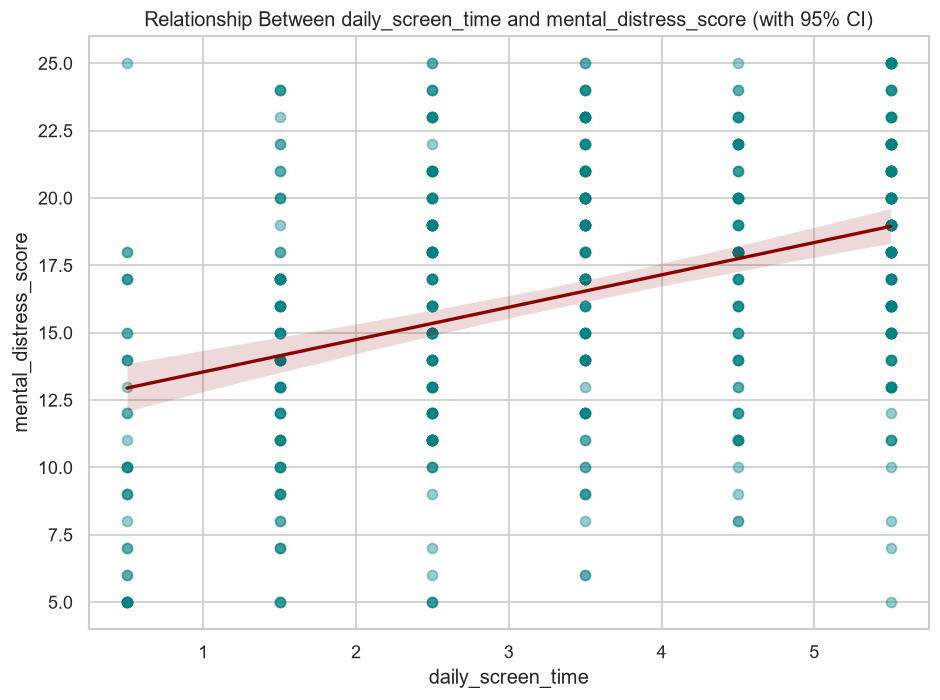 Relationship Between daily_screen_time and mental_distress_score (with 95% CI)
25.0
22.5
20.0
17.5
15.0
12.5
10.0
7.5
5.0
mental_distress_score
1 2 3 4 5
daily_screen_time